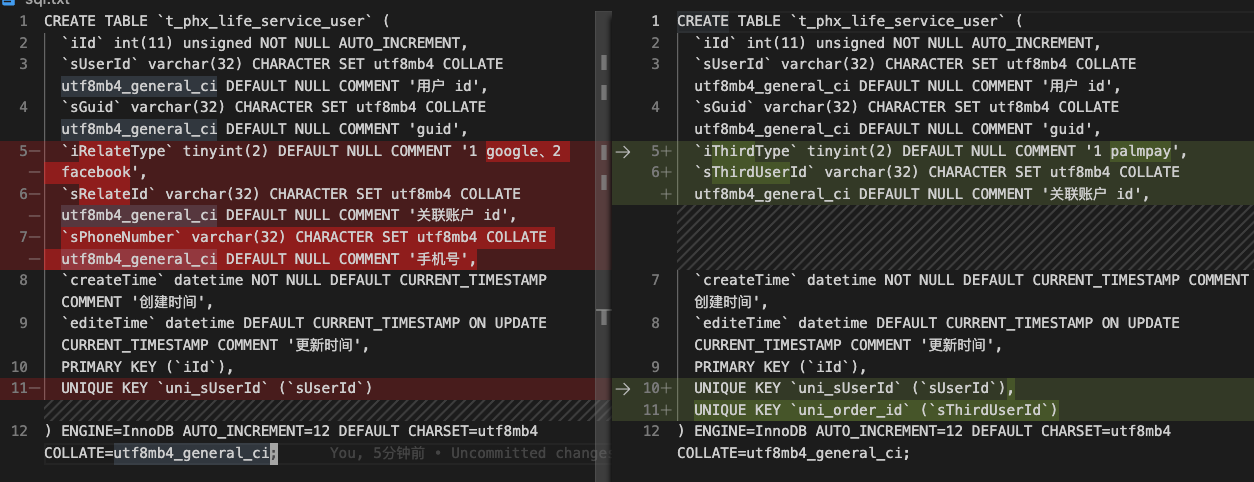 sql.txt
1 CREATE TABLE `t_phx_life_service_user` (
2 `iId` int(11) unsigned NOT NULL AUTO_INCREMENT,
3 `sUserId` varchar(32) CHARACTER SET utf8mb4 COLLATE
utf8mb4_general_ci DEFAULT NULL COMMENT '用户 id',
4 `sGuid` varchar(32) CHARACTER SET utf8mb4 COLLATE
utf8mb4_general_ci DEFAULT NULL COMMENT 'guid',
5— `iRelateType` tinyint(2) DEFAULT NULL COMMENT '1 google、2
— facebook',
6— `sRelateId` varchar(32) CHARACTER SET utf8mb4 COLLATE
— utf8mb4_general_ci DEFAULT NULL COMMENT '关联账户 id',
7— `sPhoneNumber` varchar(32) CHARACTER SET utf8mb4 COLLATE
— utf8mb4_general_ci DEFAULT NULL COMMENT '手机号',
8 `createTime` datetime NOT NULL DEFAULT CURRENT_TIMESTAMP
COMMENT '创建时间',
9 `editeTime` datetime DEFAULT CURRENT_TIMESTAMP ON UPDATE
CURRENT_TIMESTAMP COMMENT '更新时间',
10 PRIMARY KEY (`iId`),
11— UNIQUE KEY `uni_sUserId` (`sUserId`)
12 ) ENGINE=InnoDB AUTO_INCREMENT=12 DEFAULT CHARSET=utf8mb4
COLLATE=utf8mb4_general_ci; You, 5分钟前 • Uncommitted changes
1 CREATE TABLE `t_phx_life_service_user` (
2 `iId` int(11) unsigned NOT NULL AUTO_INCREMENT,
3 `sUserId` varchar(32) CHARACTER SET utf8mb4 COLLATE
utf8mb4_general_ci DEFAULT NULL COMMENT '用户 id',
4 `sGuid` varchar(32) CHARACTER SET utf8mb4 COLLATE
utf8mb4_general_ci DEFAULT NULL COMMENT 'guid',
→ 5+ `iThirdType` tinyint(2) DEFAULT NULL COMMENT '1 palmpay',
6+ `sThirdUserId` varchar(32) CHARACTER SET utf8mb4 COLLATE
+ utf8mb4_general_ci DEFAULT NULL COMMENT '关联账户 id',
7 `createTime` datetime NOT NULL DEFAULT CURRENT_TIMESTAMP COMMENT
'创建时间',
8 `editeTime` datetime DEFAULT CURRENT_TIMESTAMP ON UPDATE
CURRENT_TIMESTAMP COMMENT '更新时间',
9 PRIMARY KEY (`iId`),
→ 10+ UNIQUE KEY `uni_sUserId` (`sUserId`),
11+ UNIQUE KEY `uni_order_id` (`sThirdUserId`)
12 ) ENGINE=InnoDB AUTO_INCREMENT=12 DEFAULT CHARSET=utf8mb4
COLLATE=utf8mb4_general_ci;